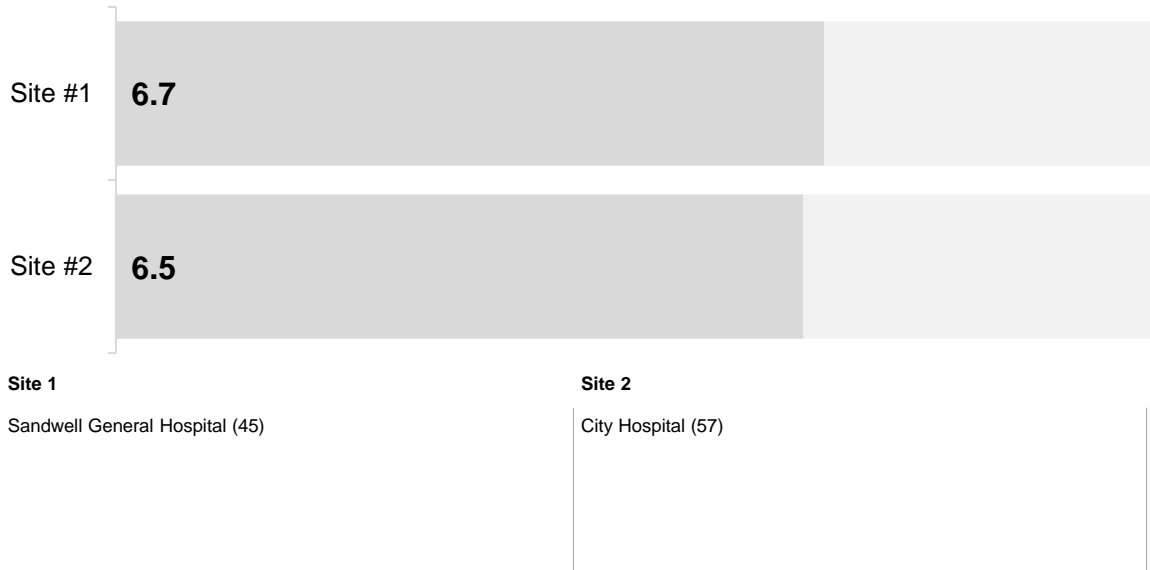 Site #1
6.7
Site #2
6.5
Site 1
Site 2
Sandwell General Hospital (45)
City Hospital (57)